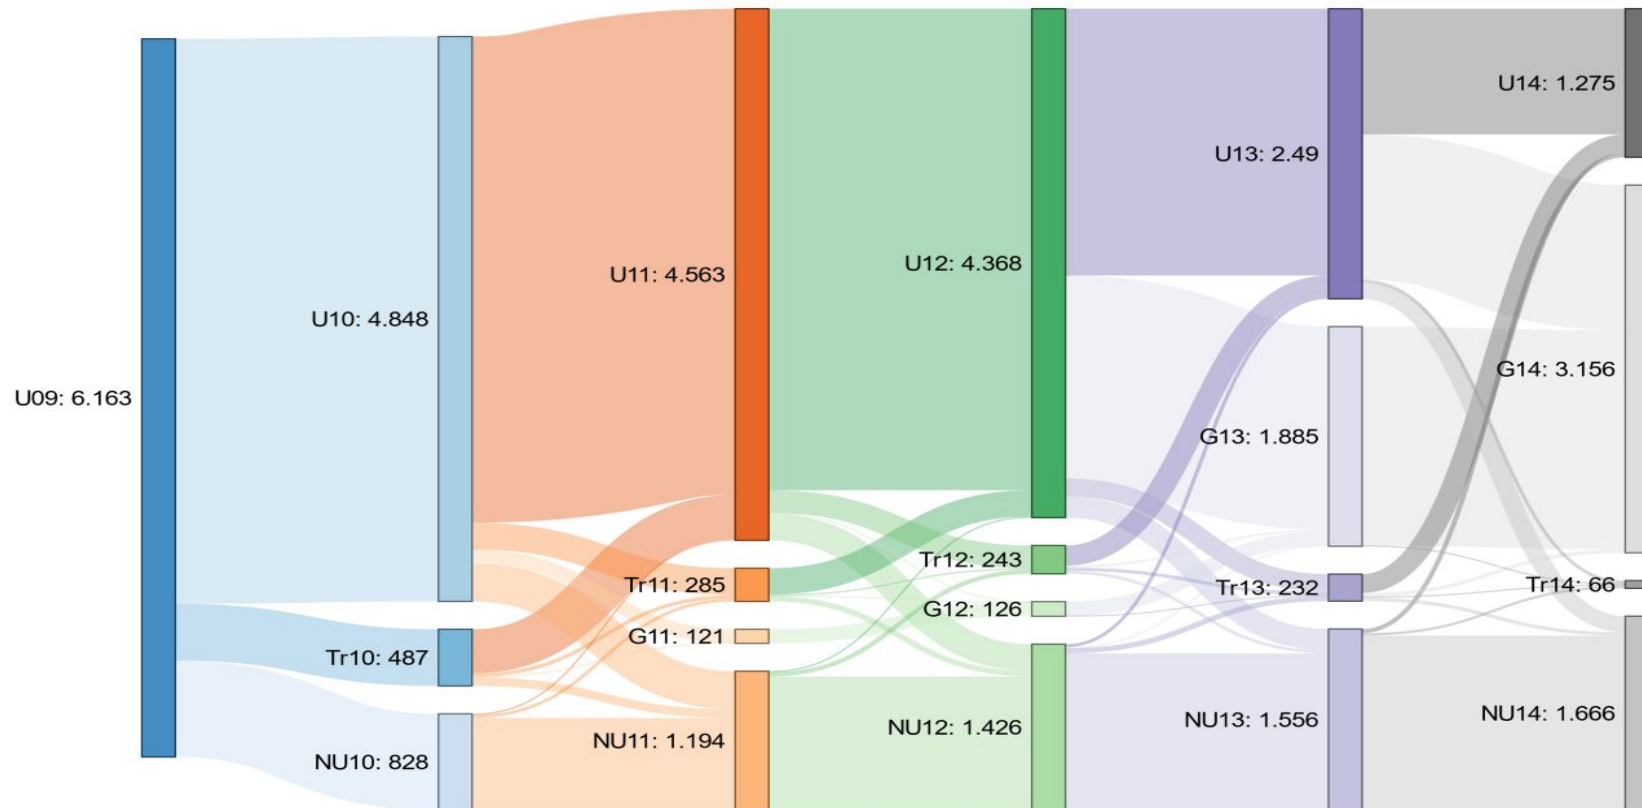 U09: 6.163
U10: 4.848
Tr10: 487
NU10: 828
U11: 4.563
Tr11: 285
G11: 121
NU11: 1.194
U12: 4.368
Tr12: 243
G12: 126
NU12: 1.426
U13: 2.49
G13: 1.885
Tr13: 232
NU13: 1.556
U14: 1.275
G14: 3.156
Tr14: 66
NU14: 1.666